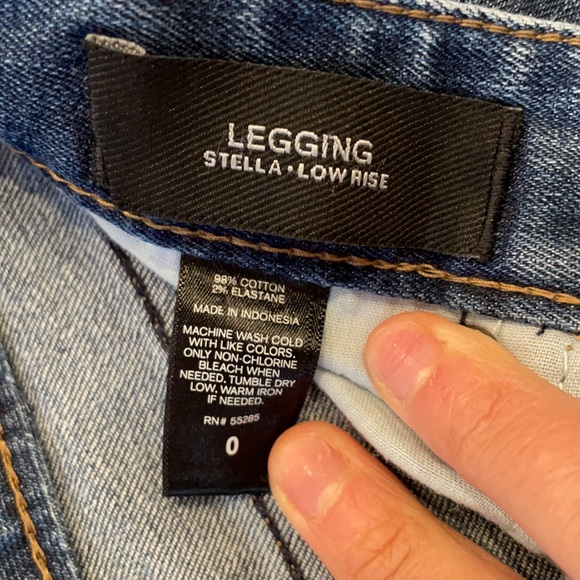 LEGGING
STELLA • LOW RISE
98% COTTON
2% ELASTANE
MADE IN INDONESIA
MACHINE WASH COLD
WITH LIKE COLORS.
ONLY NON-CHLORINE
BLEACH WHEN
NEEDED. TUMBLE DRY
LOW. WARM IRON
IF NEEDED.
RN# 55285
0